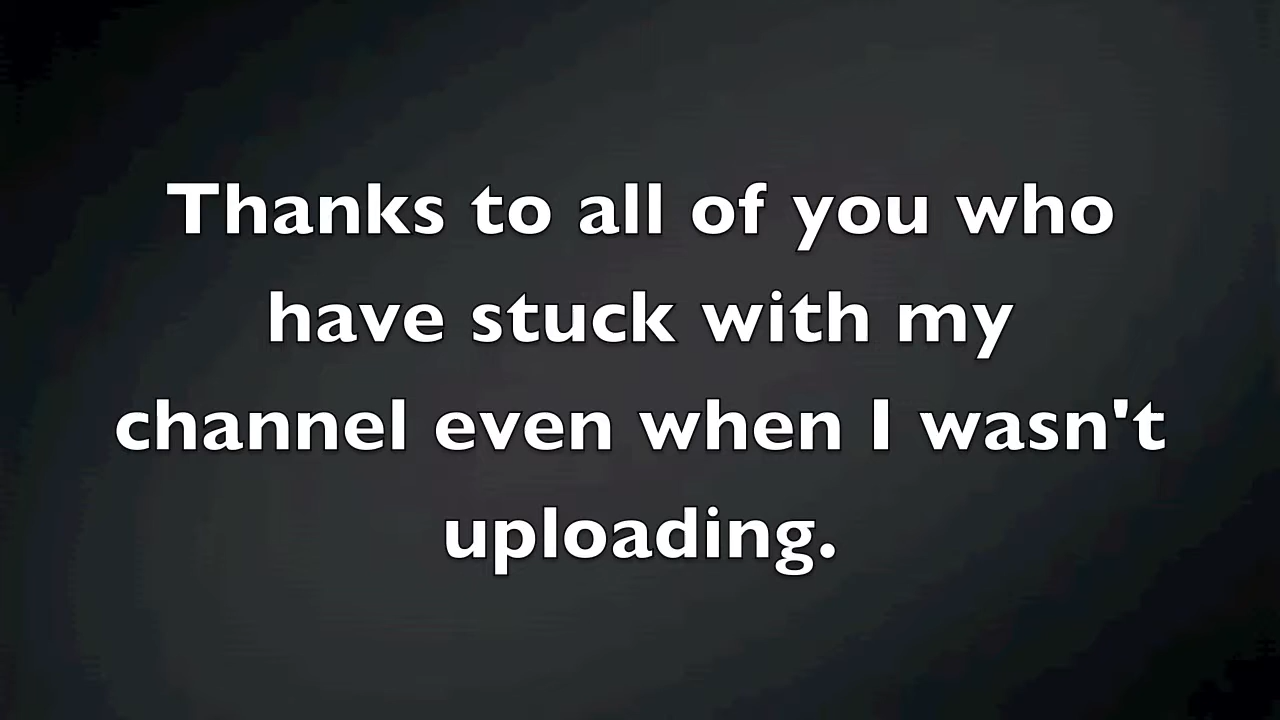 Thanks to all of you who
have stuck with my
channel even when I wasn't
uploading.